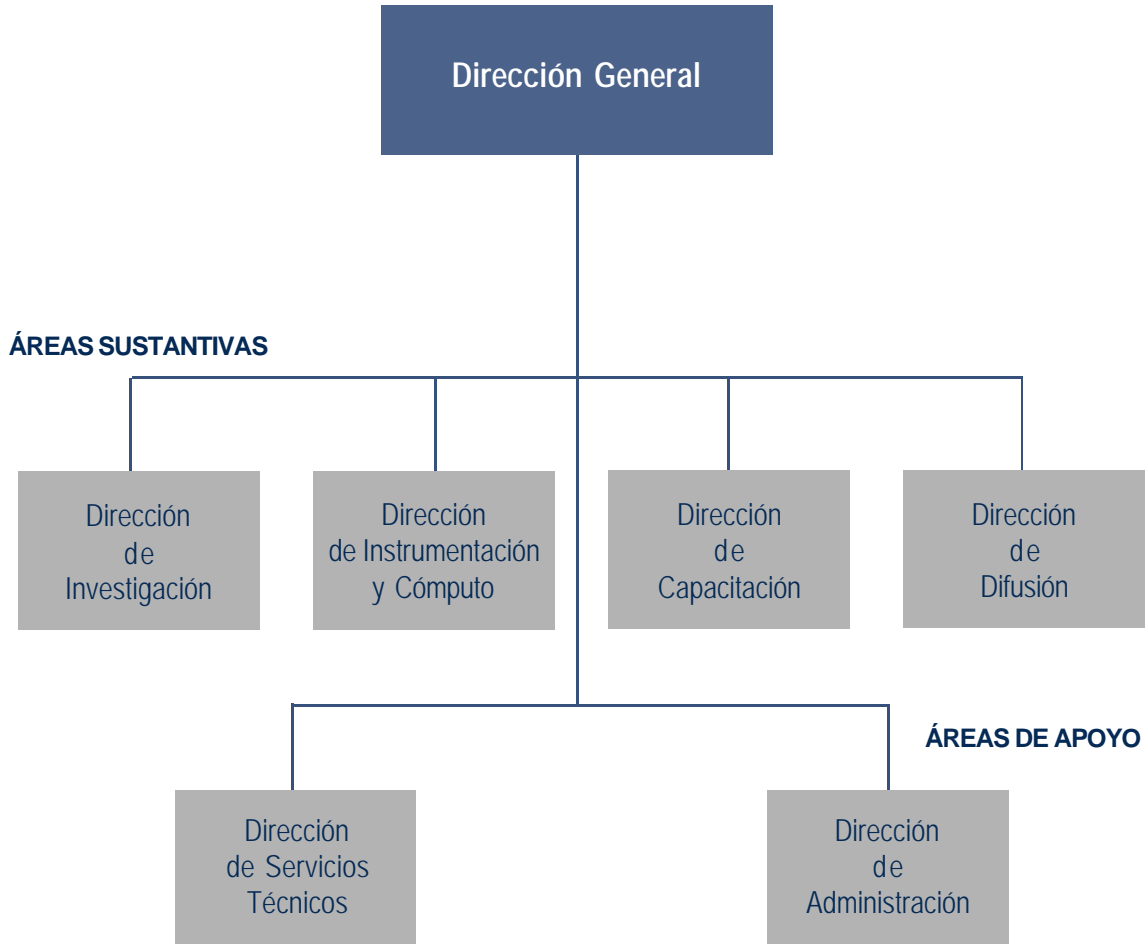 Dirección General
ÁREAS SUSTANTIVAS
Dirección
de
Investigación
Dirección
de Instrumentación
y Cómputo
Dirección
de
Capacitación
Dirección
de
Difusión
ÁREAS DE APOYO
Dirección
de Servicios
Técnicos
Dirección
de
Administración